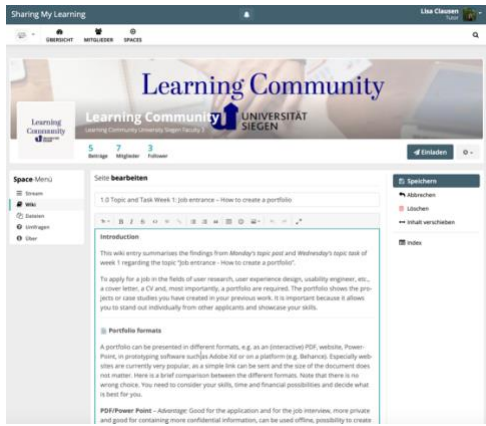 Sharing My Learning
Lisa Clausen
Tutor
ÜBERSICHT
MITGLIEDER
SPACES
Learning Community
Learning
Community
Learning Community
Learning Community University Siegen Faculty 3
UNIVERSITÄT
SIEGEN
5 Beiträge
7 Mitglieder
3 Follower
Einladen
Space Menü
Stream
Wiki
Dateien
Umfragen
Über
Seite bearbeiten
1.0 Topic and Task Week 1: Job entrance – How to create a portfolio
Introduction
This wiki entry summarises the findings from Monday's topic post and Wednesday's topic task of
week 1 regarding the topic "Job entrance - How to create a portfolio".
To apply for a job in the fields of user research, user experience design, usability engineer, etc.,
a cover letter, a CV and, most importantly, a portfolio are required. The portfolio shows the pro-
jects or case studies you have created in your previous work. It is important because it allows
you to stand out individually from other applicants and showcase your skills.
Portfolio formats
A portfolio can be presented in different formats, e.g. as an (interactive) PDF, website, Power-
Point, in prototyping software such as Adobe Xd or on a platform (e.g. Behance). Especially web-
sites are currently very popular, as a simple link can be sent and the size of the document does
not matter. Here is a brief comparison between the different formats. Note that there is no
wrong choice. You need to consider your skills, time and financial possibilities and decide what
is best for you.
PDF/Power Point – Advantage: Good for the application and for the job interview, more private
and good for containing more confidential information, can be used offline, possibility to create
Speichern
Abbrechen
Löschen
Inhalt verschieben
Index